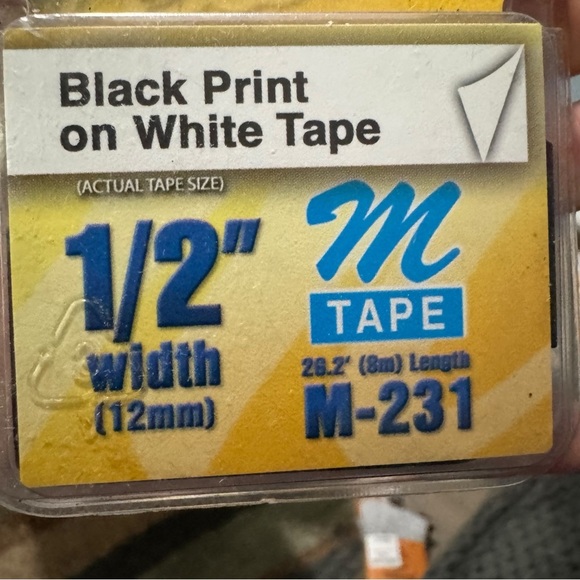 Black Print
on White Tape
(ACTUAL TAPE SIZE)
1/2"
width
(12mm)
M
TAPE
26.2' (8m) Length
M-231